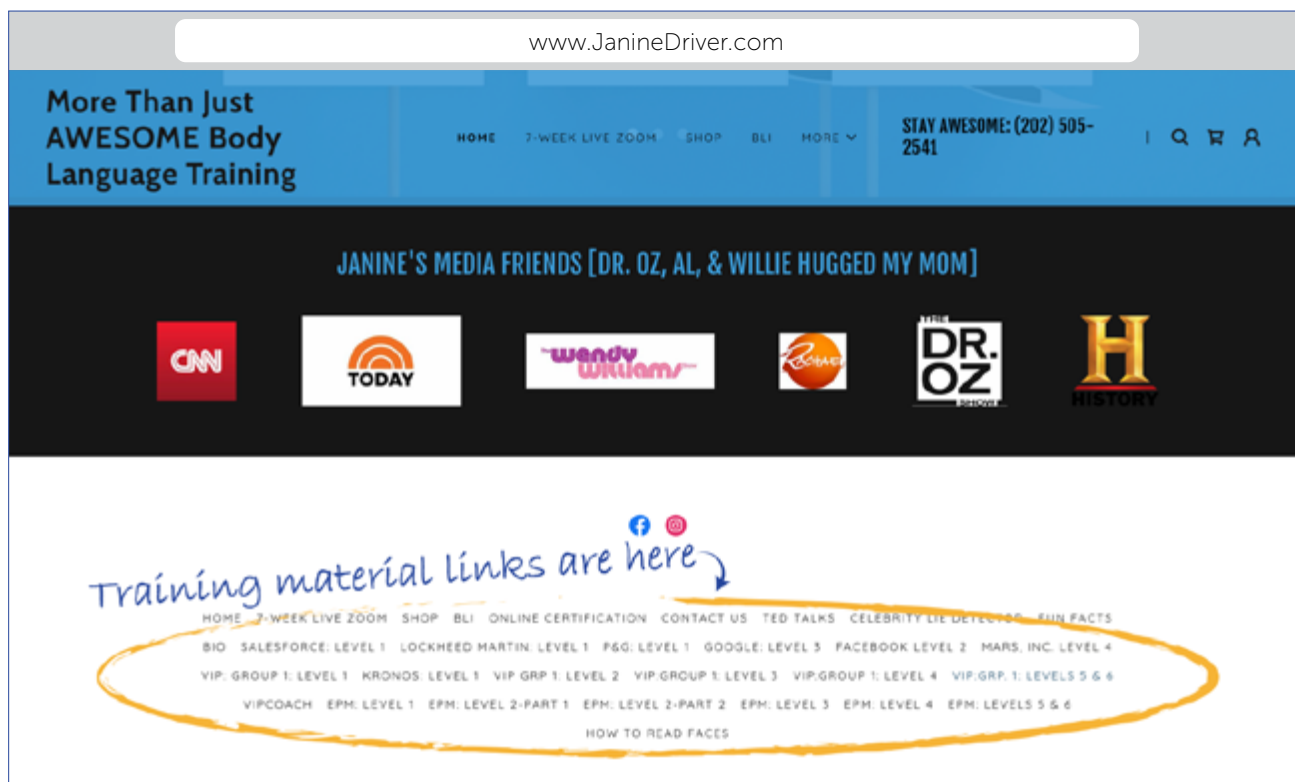 www.JanineDriver.com
More Than Just
AWESOME Body
Language Training
HOME 7-WEEK LIVE ZOOM SHOP BLI MORE
STAY AWESOME: (202) 505-
2541
JANINE'S MEDIA FRIENDS [DR. OZ, AL, & WILLIE HUGGED MY MOM]
CNN
TODAY
THE wendy
williams
Rachael
THE
DR.
OZ
SHOW
H
HISTORY
Training material links are here
HOME 7-WEEK LIVE ZOOM SHOP BLI ONLINE CERTIFICATION CONTACT US TED TALKS CELEBRITY LIE DETECTOR FUN FACTS
BIO SALESFORCE: LEVEL 1 LOCKHEED MARTIN: LEVEL 1 P&G: LEVEL 1 GOOGLE: LEVEL 3 FACEBOOK LEVEL 2 MARS, INC. LEVEL 4
VIP: GROUP 1: LEVEL 1 KRONOS: LEVEL 1 VIP GRP 1: LEVEL 2 VIP:GROUP 1: LEVEL 3 VIP:GROUP 1: LEVEL 4 VIP:GRP. 1: LEVELS 5 & 6
VIPCOACH EPM: LEVEL 1 EPM: LEVEL 2-PART 1 EPM: LEVEL 2-PART 2 EPM: LEVEL 3 EPM: LEVEL 4 EPM: LEVELS 5 & 6
HOW TO READ FACES